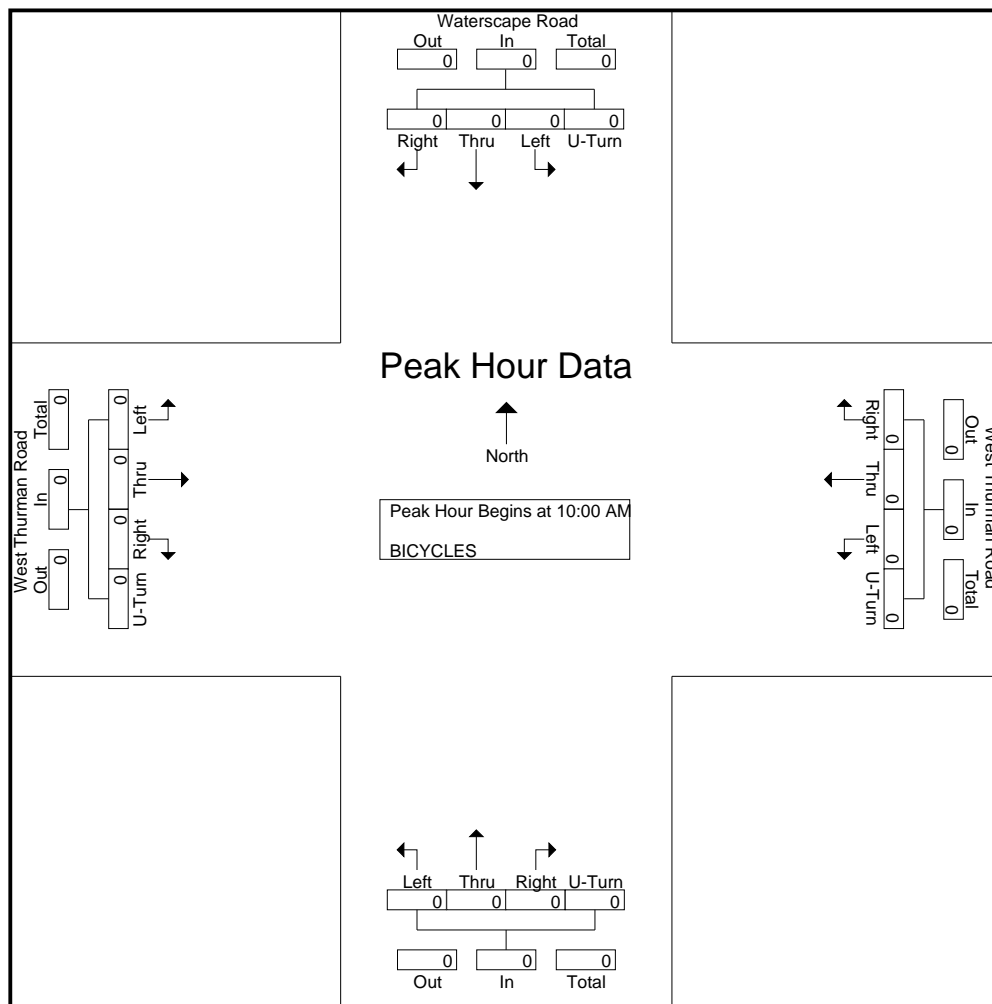 Waterscape Road
Out In Total
0 0 0
0 0 0 0
Right Thru Left U-Turn
Peak Hour Data
North
Peak Hour Begins at 10:00 AM
BICYCLES
West Thurman Road
Total In Out
0 0 0
0 0 0 0
Left Thru Right U-Turn
West Thurman Road
Out In Total
0 0 0
0 0 0 0
Right Thru Left U-Turn
Left Thru Right U-Turn
0 0 0 0
0 0 0
Out In Total